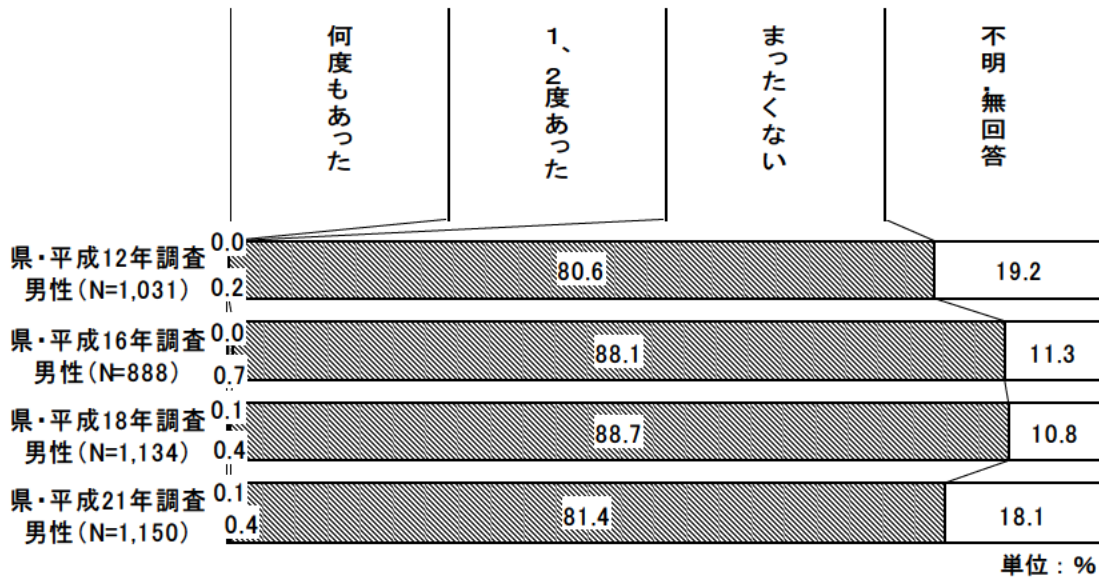 何度もあった
1、2度あった
まったくない
不明・無回答
県・平成12年調査
男性(N=1,031)
0.0
0.2
80.6
19.2
県・平成16年調査
男性(N=888)
0.0
0.7
88.1
11.3
県・平成18年調査
男性(N=1,134)
0.1
0.4
88.7
10.8
県・平成21年調査
男性(N=1,150)
0.1
0.4
81.4
18.1
単位:%